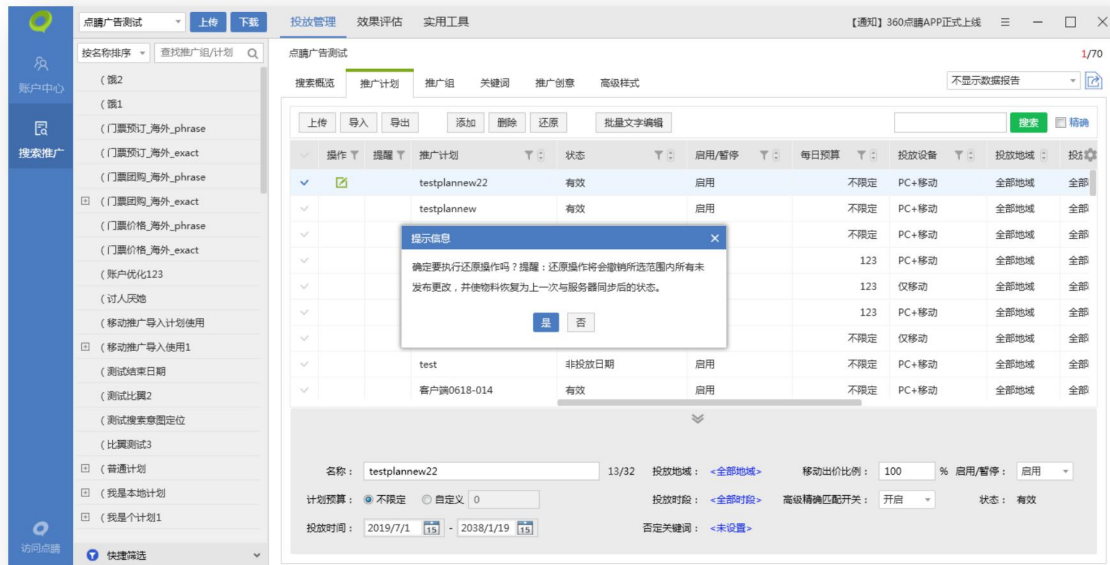 点睛广告测试
上传
下载
投放管理
效果评估
实用工具
【通知】360点睛APP正式上线
账户中心
搜索推广
访问点睛
按名称排序
查找推广组/计划
(饿2
(饿1
(门票预订_海外_phrase
(门票预订_海外_exact
(门票团购_海外_phrase
(门票团购_海外_exact
(门票价格_海外_phrase
(门票价格_海外_exact
(账户优化123
(讨人厌她
(移动推广导入计划使用
(移动推广导入使用1
(测试结束日期
(测试比翼2
(测试搜索意图定位
(比翼测试3
(普通计划
(我是本地计划
(我是个计划1
快捷筛选
点睛广告测试
1/70
搜索概览 推广计划 推广组 关键词 推广创意 高级样式
不显示数据报告
上传 导入 导出 添加 删除 还原 批量文字编辑
搜索
精确
操作 提醒 推广计划 状态 启用/暂停 每日预算 投放设备 投放地域 投放
testplannew22 有效 启用 不限定 PC+移动 全部地域 全部
testplannew 有效 启用 不限定 PC+移动 全部地域 全部
不限定 PC+移动 全部地域 全部
123 PC+移动 全部地域 全部
123 仅移动 全部地域 全部
123 PC+移动 全部地域 全部
不限定 仅移动 全部地域 全部
test 非投放日期 启用 不限定 PC+移动 全部地域 全部
客户端0618-014 有效 启用 不限定 PC+移动 全部地域 全部
提示信息
确定要执行还原操作吗？提醒：还原操作将会撤销所选范围内所有未
发布更改，并使物料恢复为上一次与服务器同步后的状态。
是 否
名称： testplannew22 13/32 投放地域： <全部地域> 移动出价比例： 100 % 启用/暂停： 启用
计划预算： 不限定 自定义 0 投放时段： <全部时段> 高级精确匹配开关： 开启 状态： 有效
投放时间： 2019/7/1 15 - 2038/1/19 15 否定关键词： <未设置>